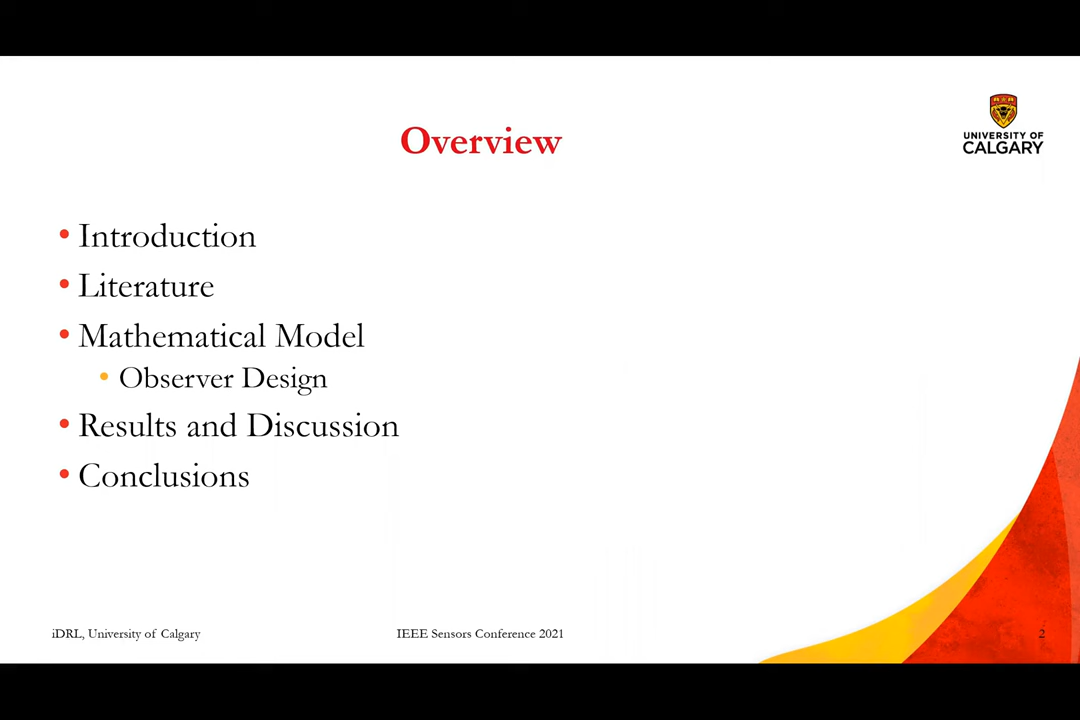 Overview
UNIVERSITY OF
CALGARY
• Introduction
• Literature
• Mathematical Model
• Observer Design
• Results and Discussion
• Conclusions
iDRL, University of Calgary
IEEE Sensors Conference 2021
2